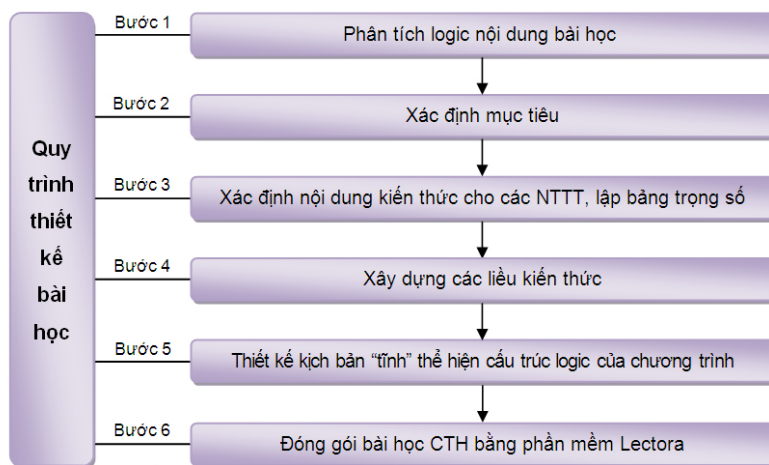 Quy
trình
thiết
kế
bài
học
Bước 1
Phân tích logic nội dung bài học
Bước 2
Xác định mục tiêu
Bước 3
Xác định nội dung kiến thức cho các NTTT, lập bảng trọng số
Bước 4
Xây dựng các liều kiến thức
Bước 5
Thiết kế kịch bản “tĩnh” thể hiện cấu trúc logic của chương trình
Bước 6
Đóng gói bài học CTH bằng phần mềm Lectora